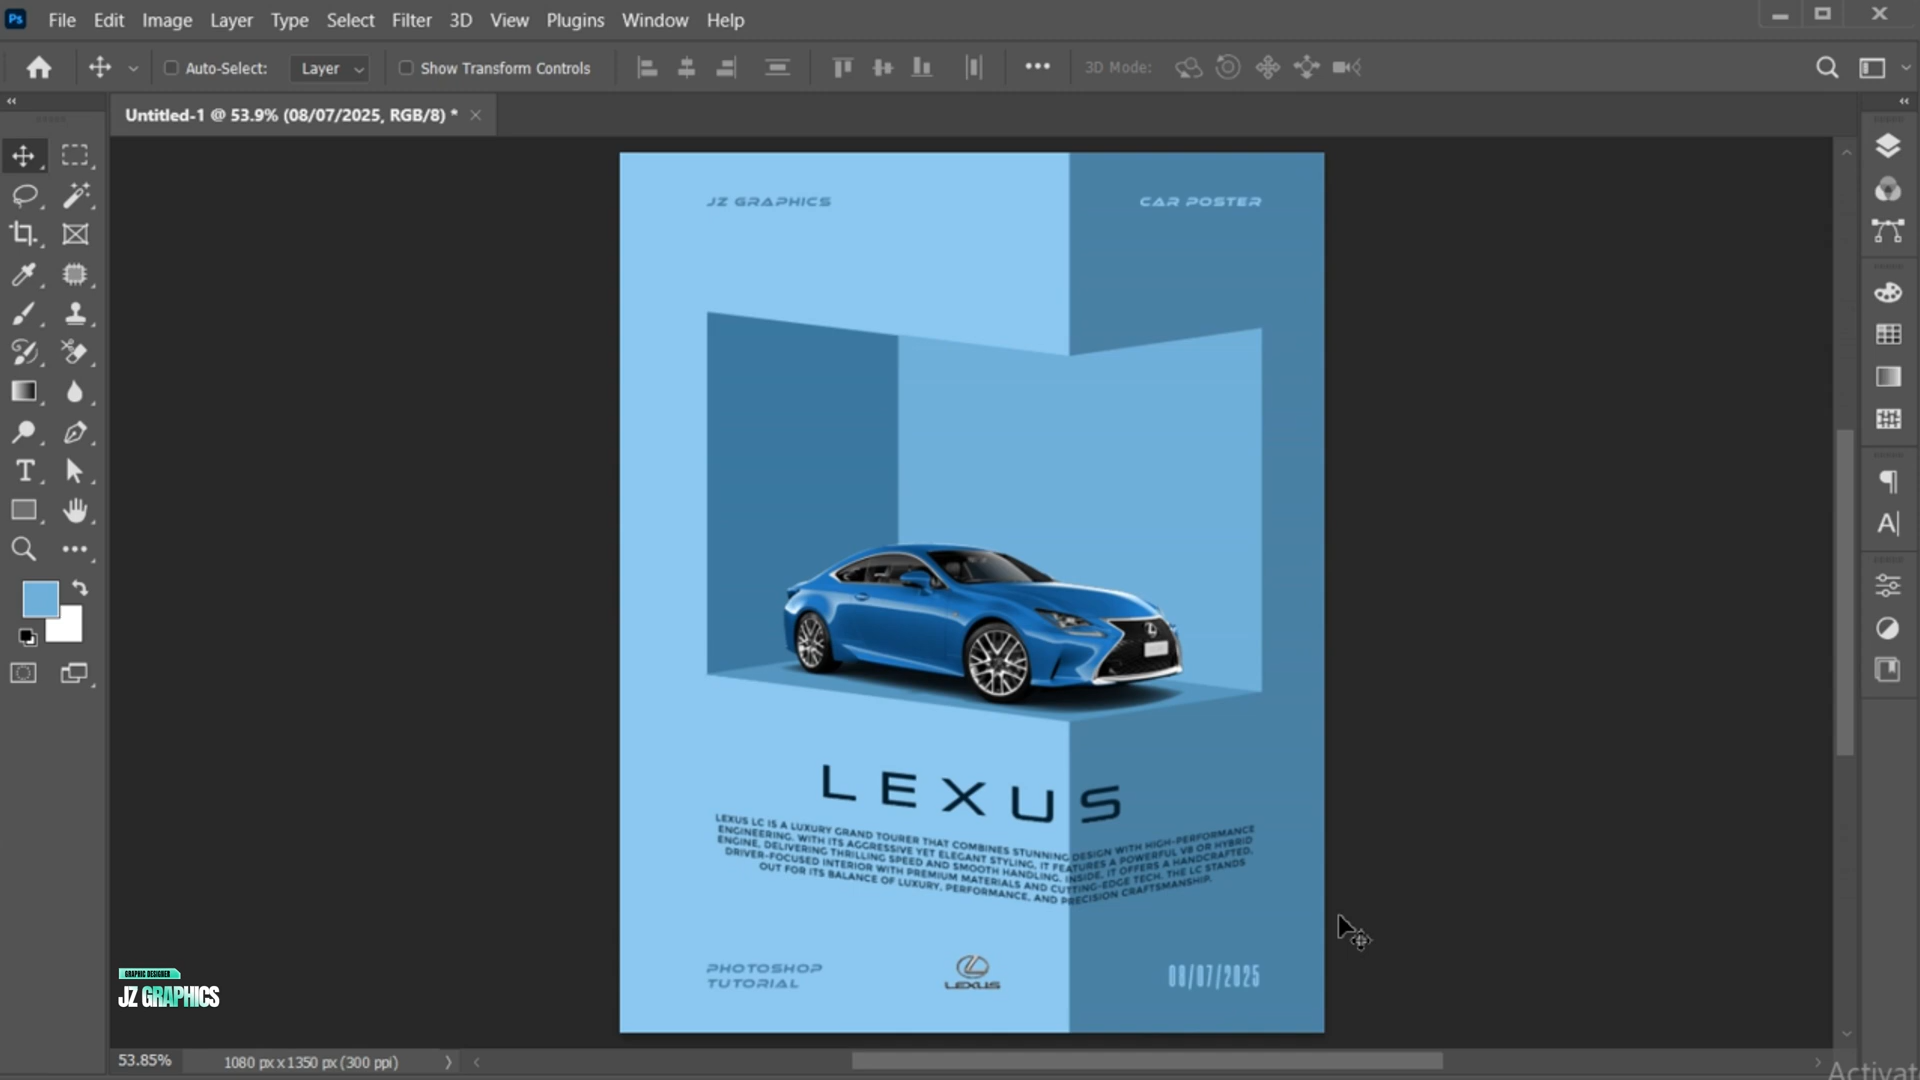 Ps File Edit Image Layer Type Select Filter 3D View Plugins Window Help
Auto-Select: Layer Show Transform Controls 3D Mode:
Untitled-1 @ 53.9% (08/07/2025, RGB/8) *
JZ GRAPHICS
CAR POSTER
LEXUS
LEXUS LC IS A LUXURY GRAND TOURER THAT COMBINES STUNNING DESIGN WITH HIGH-PERFORMANCE
ENGINEERING. WITH ITS AGGRESSIVE YET ELEGANT STYLING, IT FEATURES A POWERFUL V8 OR HYBRID
ENGINE, DELIVERING THRILLING SPEED AND SMOOTH HANDLING. INSIDE, IT OFFERS A HANDCRAFTED,
DRIVER-FOCUSED INTERIOR WITH PREMIUM MATERIALS AND CUTTING-EDGE TECH. THE LC STANDS
OUT FOR ITS BALANCE OF LUXURY, PERFORMANCE, AND PRECISION CRAFTSMANSHIP.
PHOTOSHOP
TUTORIAL
LEXUS
08/07/2025
GRAPHIC DESIGNER
JZ GRAPHICS
53.85% 1080 px x 1350 px (300 ppi)
Activat